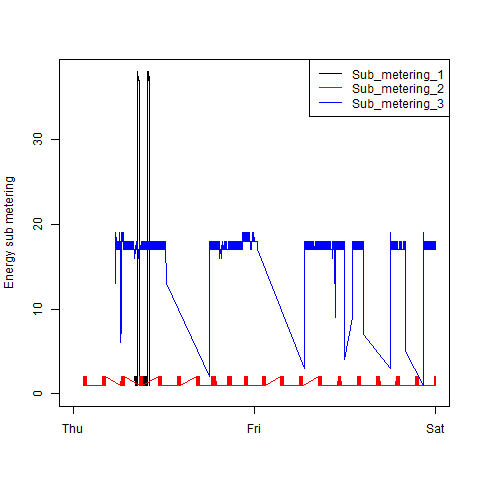 Sub_metering_1
Sub_metering_2
Sub_metering_3
Energy sub metering
30
20
10
0
Thu Fri Sat